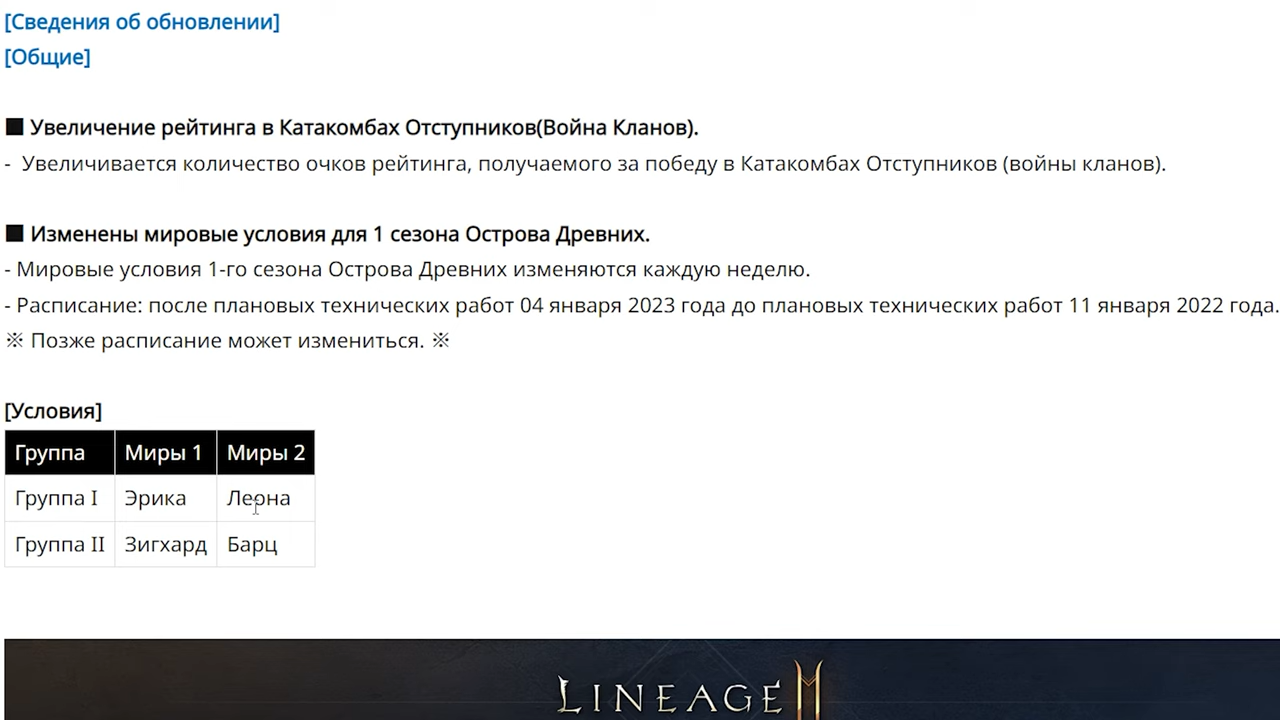 [Сведения об обновлении]
[Общие]
■ Увеличение рейтинга в Катакомбах Отступников(Война Кланов).
- Увеличивается количество очков рейтинга, получаемого за победу в Катакомбах Отступников (войны кланов).
■ Изменены мировые условия для 1 сезона Острова Древних.
- Мировые условия 1-го сезона Острова Древних изменяются каждую неделю.
- Расписание: после плановых технических работ 04 января 2023 года до плановых технических работ 11 января 2022 года.
※ Позже расписание может измениться. ※
[Условия]
Группа Миры 1 Миры 2
Группа I Эрика Леона
Группа II Зигхард Барц
LINEAGE M